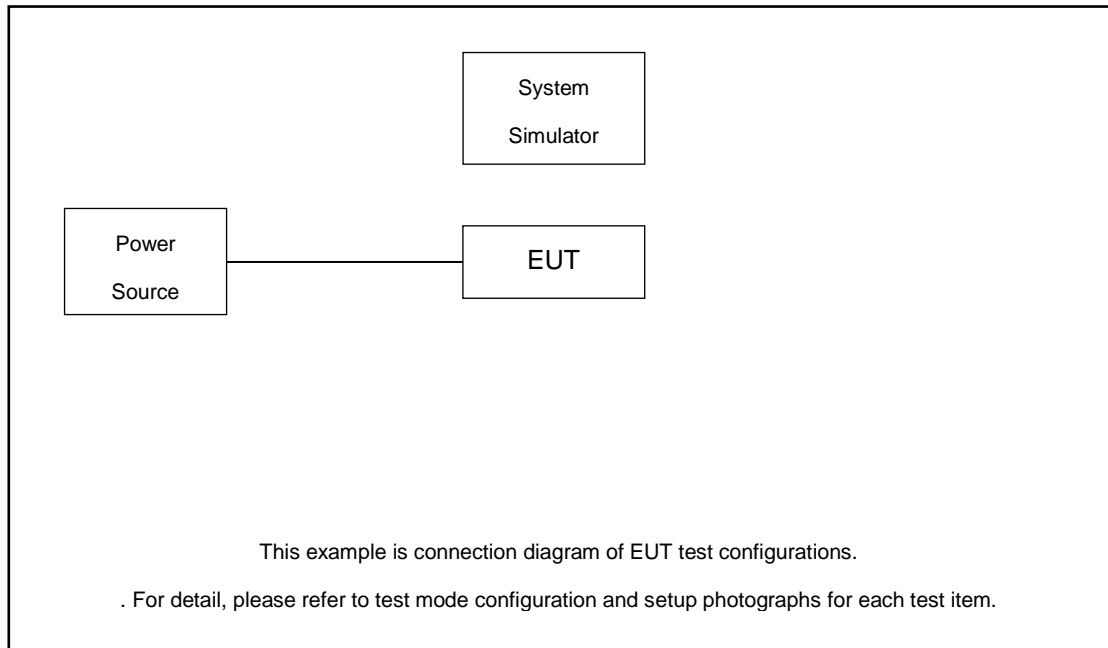 System
Simulator
Power
Source
EUT
This example is connection diagram of EUT test configurations.
. For detail, please refer to test mode configuration and setup photographs for each test item.